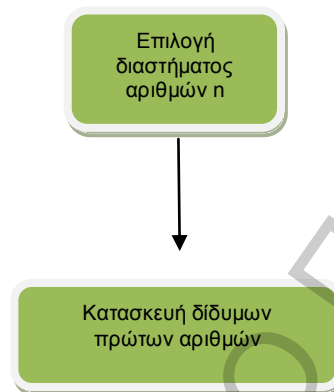 Επιλογή
διαστήματος
αριθμών n
Κατασκευή δίδυμων
πρώτων αριθμών